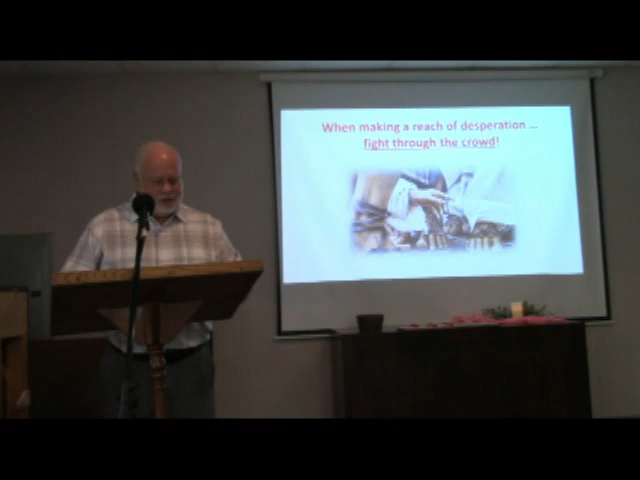 When making a reach of desperation ...
fight through the crowd!